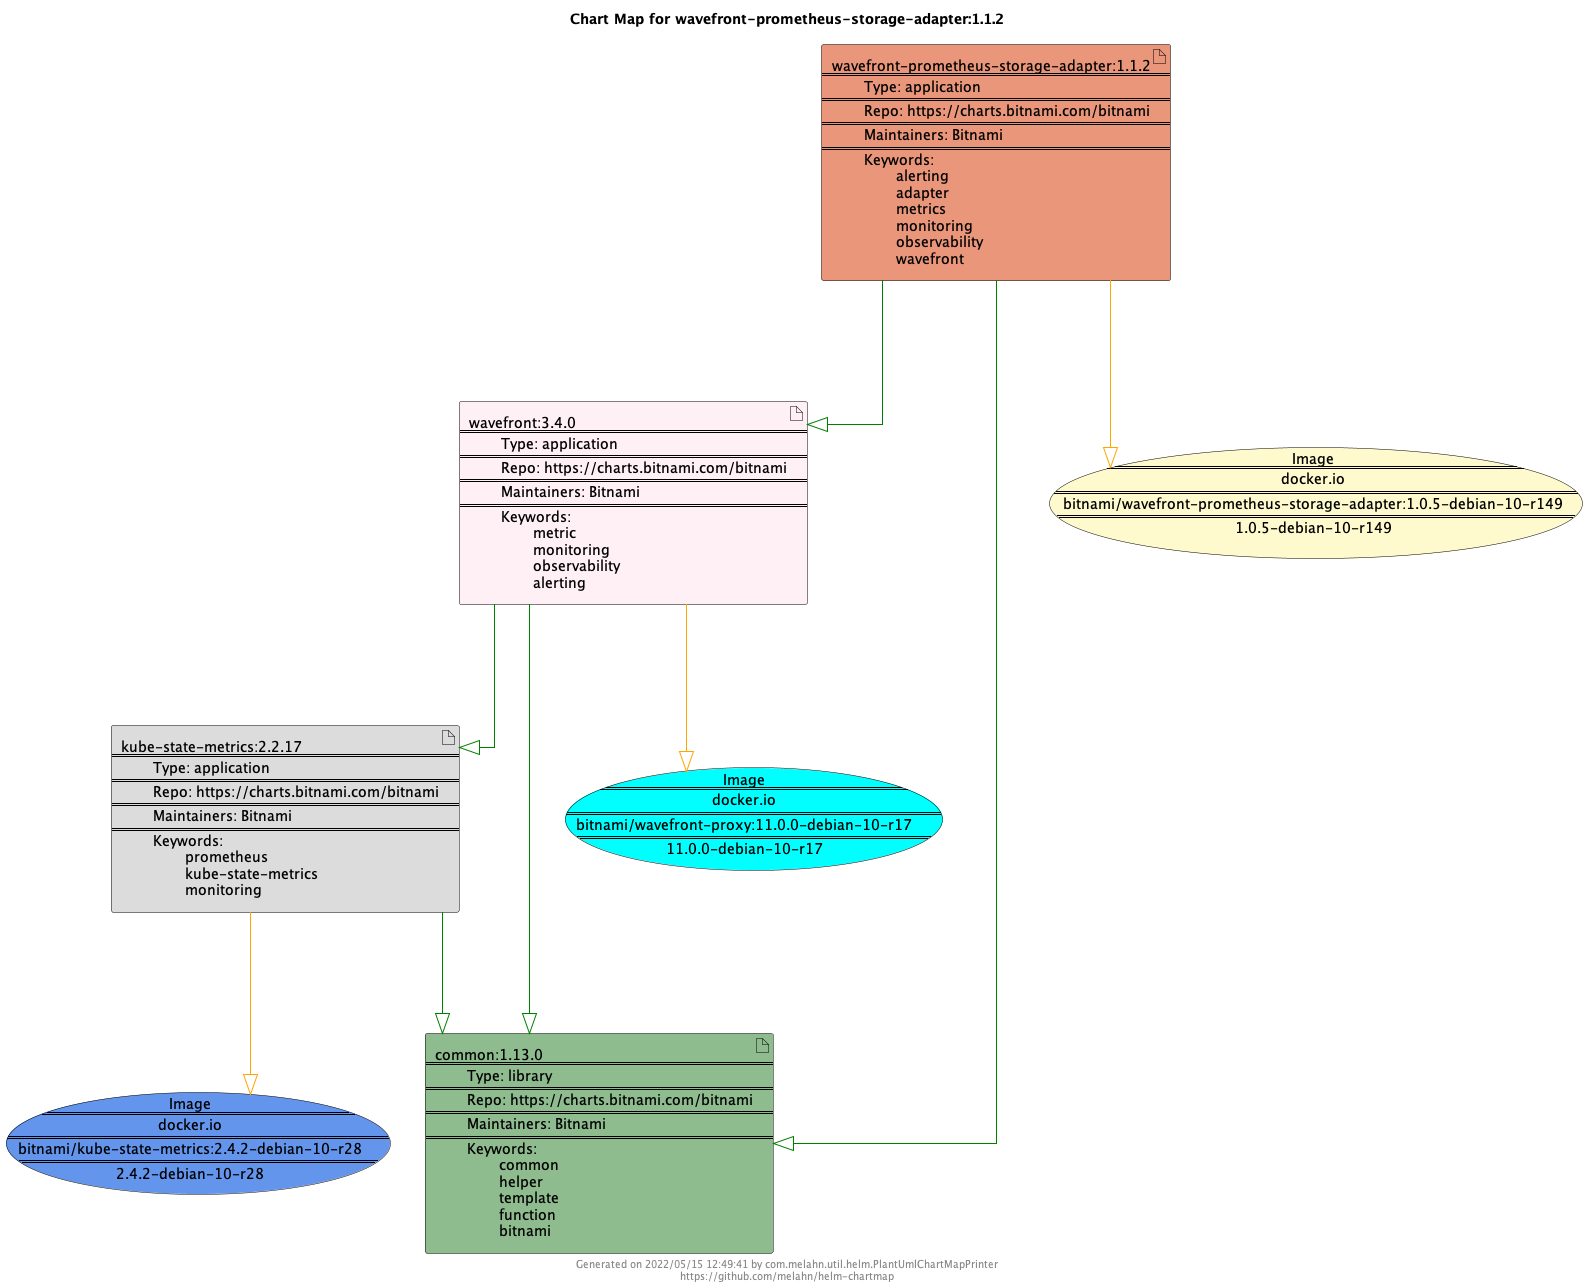 Chart Map for wavefront-prometheus-storage-adapter:1.1.2
wavefront-prometheus-storage-adapter:1.1.2
Type: application
Repo: https://charts.bitnami.com/bitnami
Maintainers: Bitnami
Keywords:
alerting
adapter
metrics
monitoring
observability
wavefront
wavefront:3.4.0
Type: application
Repo: https://charts.bitnami.com/bitnami
Maintainers: Bitnami
Keywords:
metric
monitoring
observability
alerting
Image
docker.io
bitnami/wavefront-prometheus-storage-adapter:1.0.5-debian-10-r149
1.0.5-debian-10-r149
kube-state-metrics:2.2.17
Type: application
Repo: https://charts.bitnami.com/bitnami
Maintainers: Bitnami
Keywords:
prometheus
kube-state-metrics
monitoring
Image
docker.io
bitnami/wavefront-proxy:11.0.0-debian-10-r17
11.0.0-debian-10-r17
Image
docker.io
bitnami/kube-state-metrics:2.4.2-debian-10-r28
2.4.2-debian-10-r28
common:1.13.0
Type: library
Repo: https://charts.bitnami.com/bitnami
Maintainers: Bitnami
Keywords:
common
helper
template
function
bitnami
Generated on 2022/05/15 12:49:41 by com.melahn.util.helm.PlantUmlChartMapPrinter
https://github.com/melahn/helm-chartmap